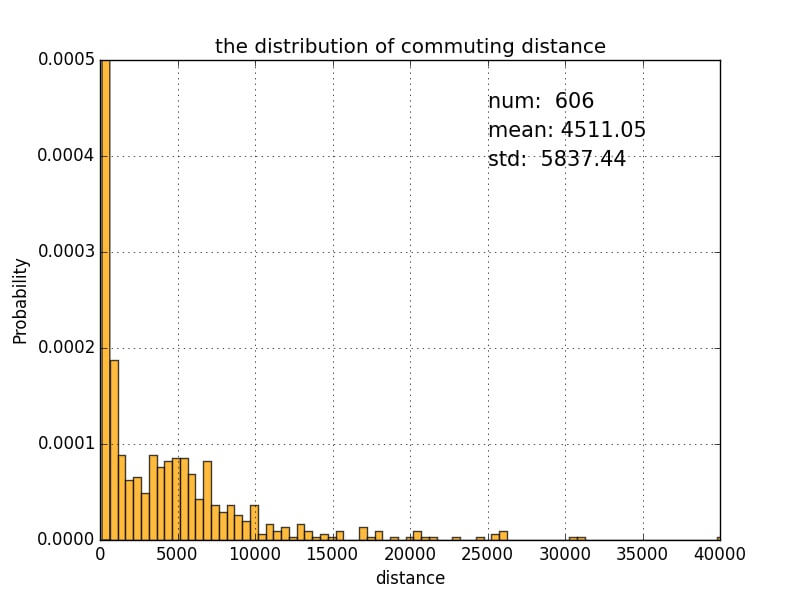 the distribution of commuting distance
0.0005
0.0004
0.0003
0.0002
0.0001
0.0000
Probability
num: 606
mean: 4511.05
std: 5837.44
0 5000 10000 15000 20000 25000 30000 35000 40000
distance